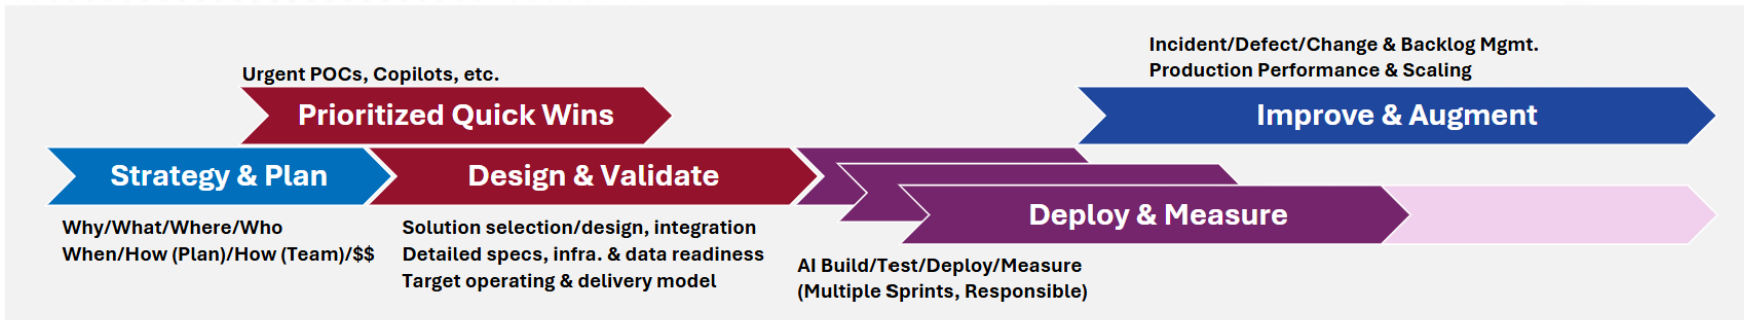 Urgent POCs, Copilots, etc.
Prioritized Quick Wins
Incident/Defect/Change & Backlog Mgmt.
Production Performance & Scaling
Improve & Augment
Strategy & Plan
Why/What/Where/Who
When/How (Plan)/How (Team)/$$
Design & Validate
Solution selection/design, integration
Detailed specs, infra. & data readiness
Target operating & delivery model
Deploy & Measure
AI Build/Test/Deploy/Measure
(Multiple Sprints, Responsible)